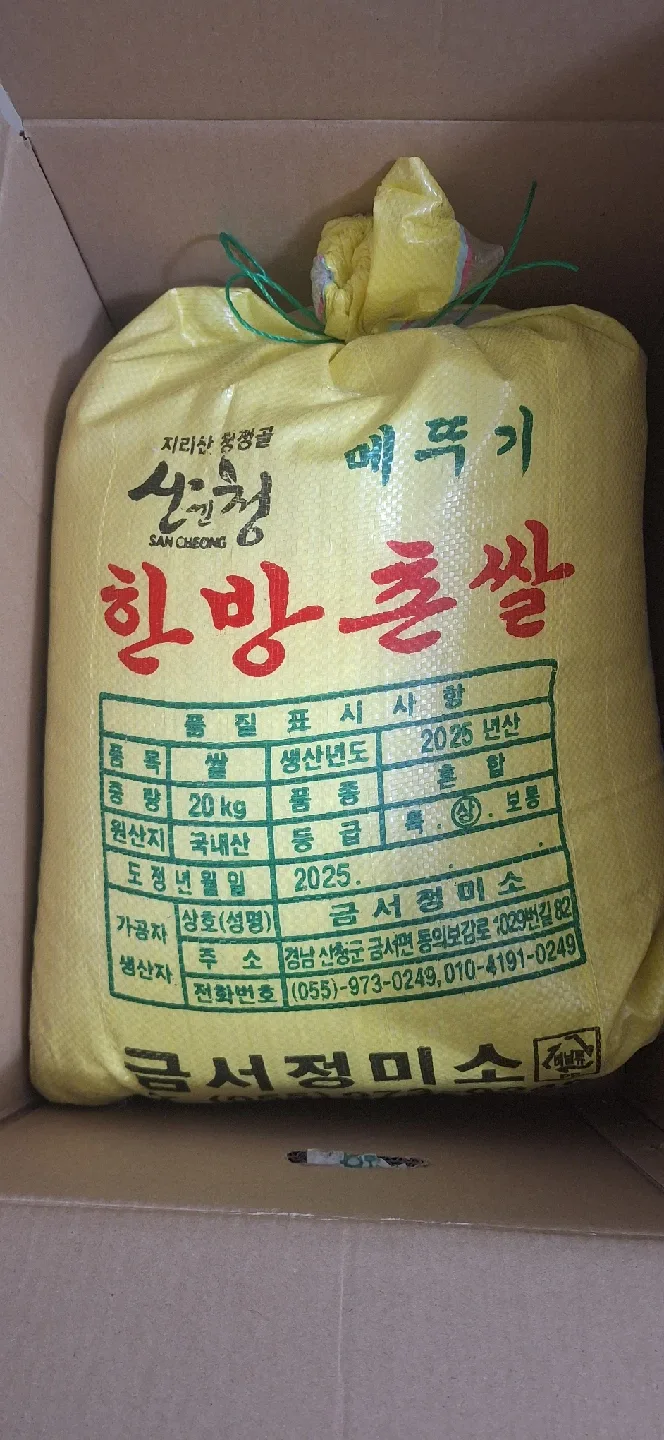 지리산 청정골
산엔청
SAN CHEONG
메뚜기
한방촌쌀
품질표시사항
품목 쌀 생산년도 2025 년산
중량 20kg 품종 혼합
원산지 국내산 등급 특 . 상 . 보통
도정년월일 2025. . .
가공자 생산자 상호(성명) 금서정미소
주소 경남 산청군 금서면 동의보감로 1029번길 82
전화번호 (055)-973-0249, 010-4191-0249
금서정미소